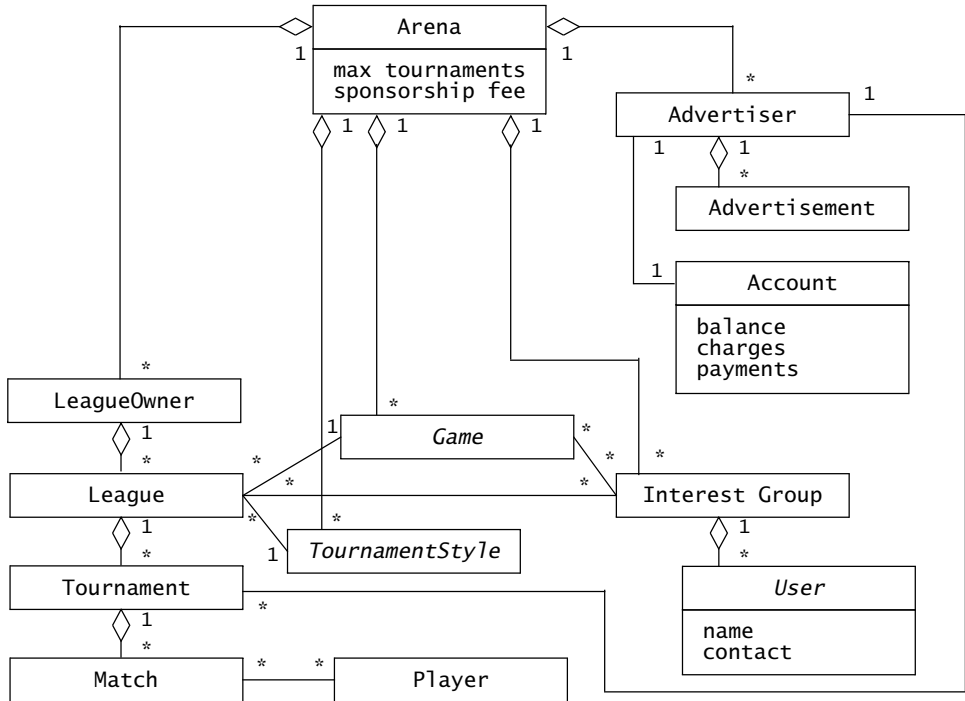 Arena
1
1
max tournaments
sponsorship fee
1
1
1
*
1
Advertiser
1
1
*
Advertisement
1
Account
balance
charges
payments
*
LeagueOwner
1
*
*
1
Game
*
*
*
*
*
*
League
Interest Group
*
*
1
TournamentStyle
1
*
1
*
Tournament
*
User
name
contact
1
*
Match
*
*
Player